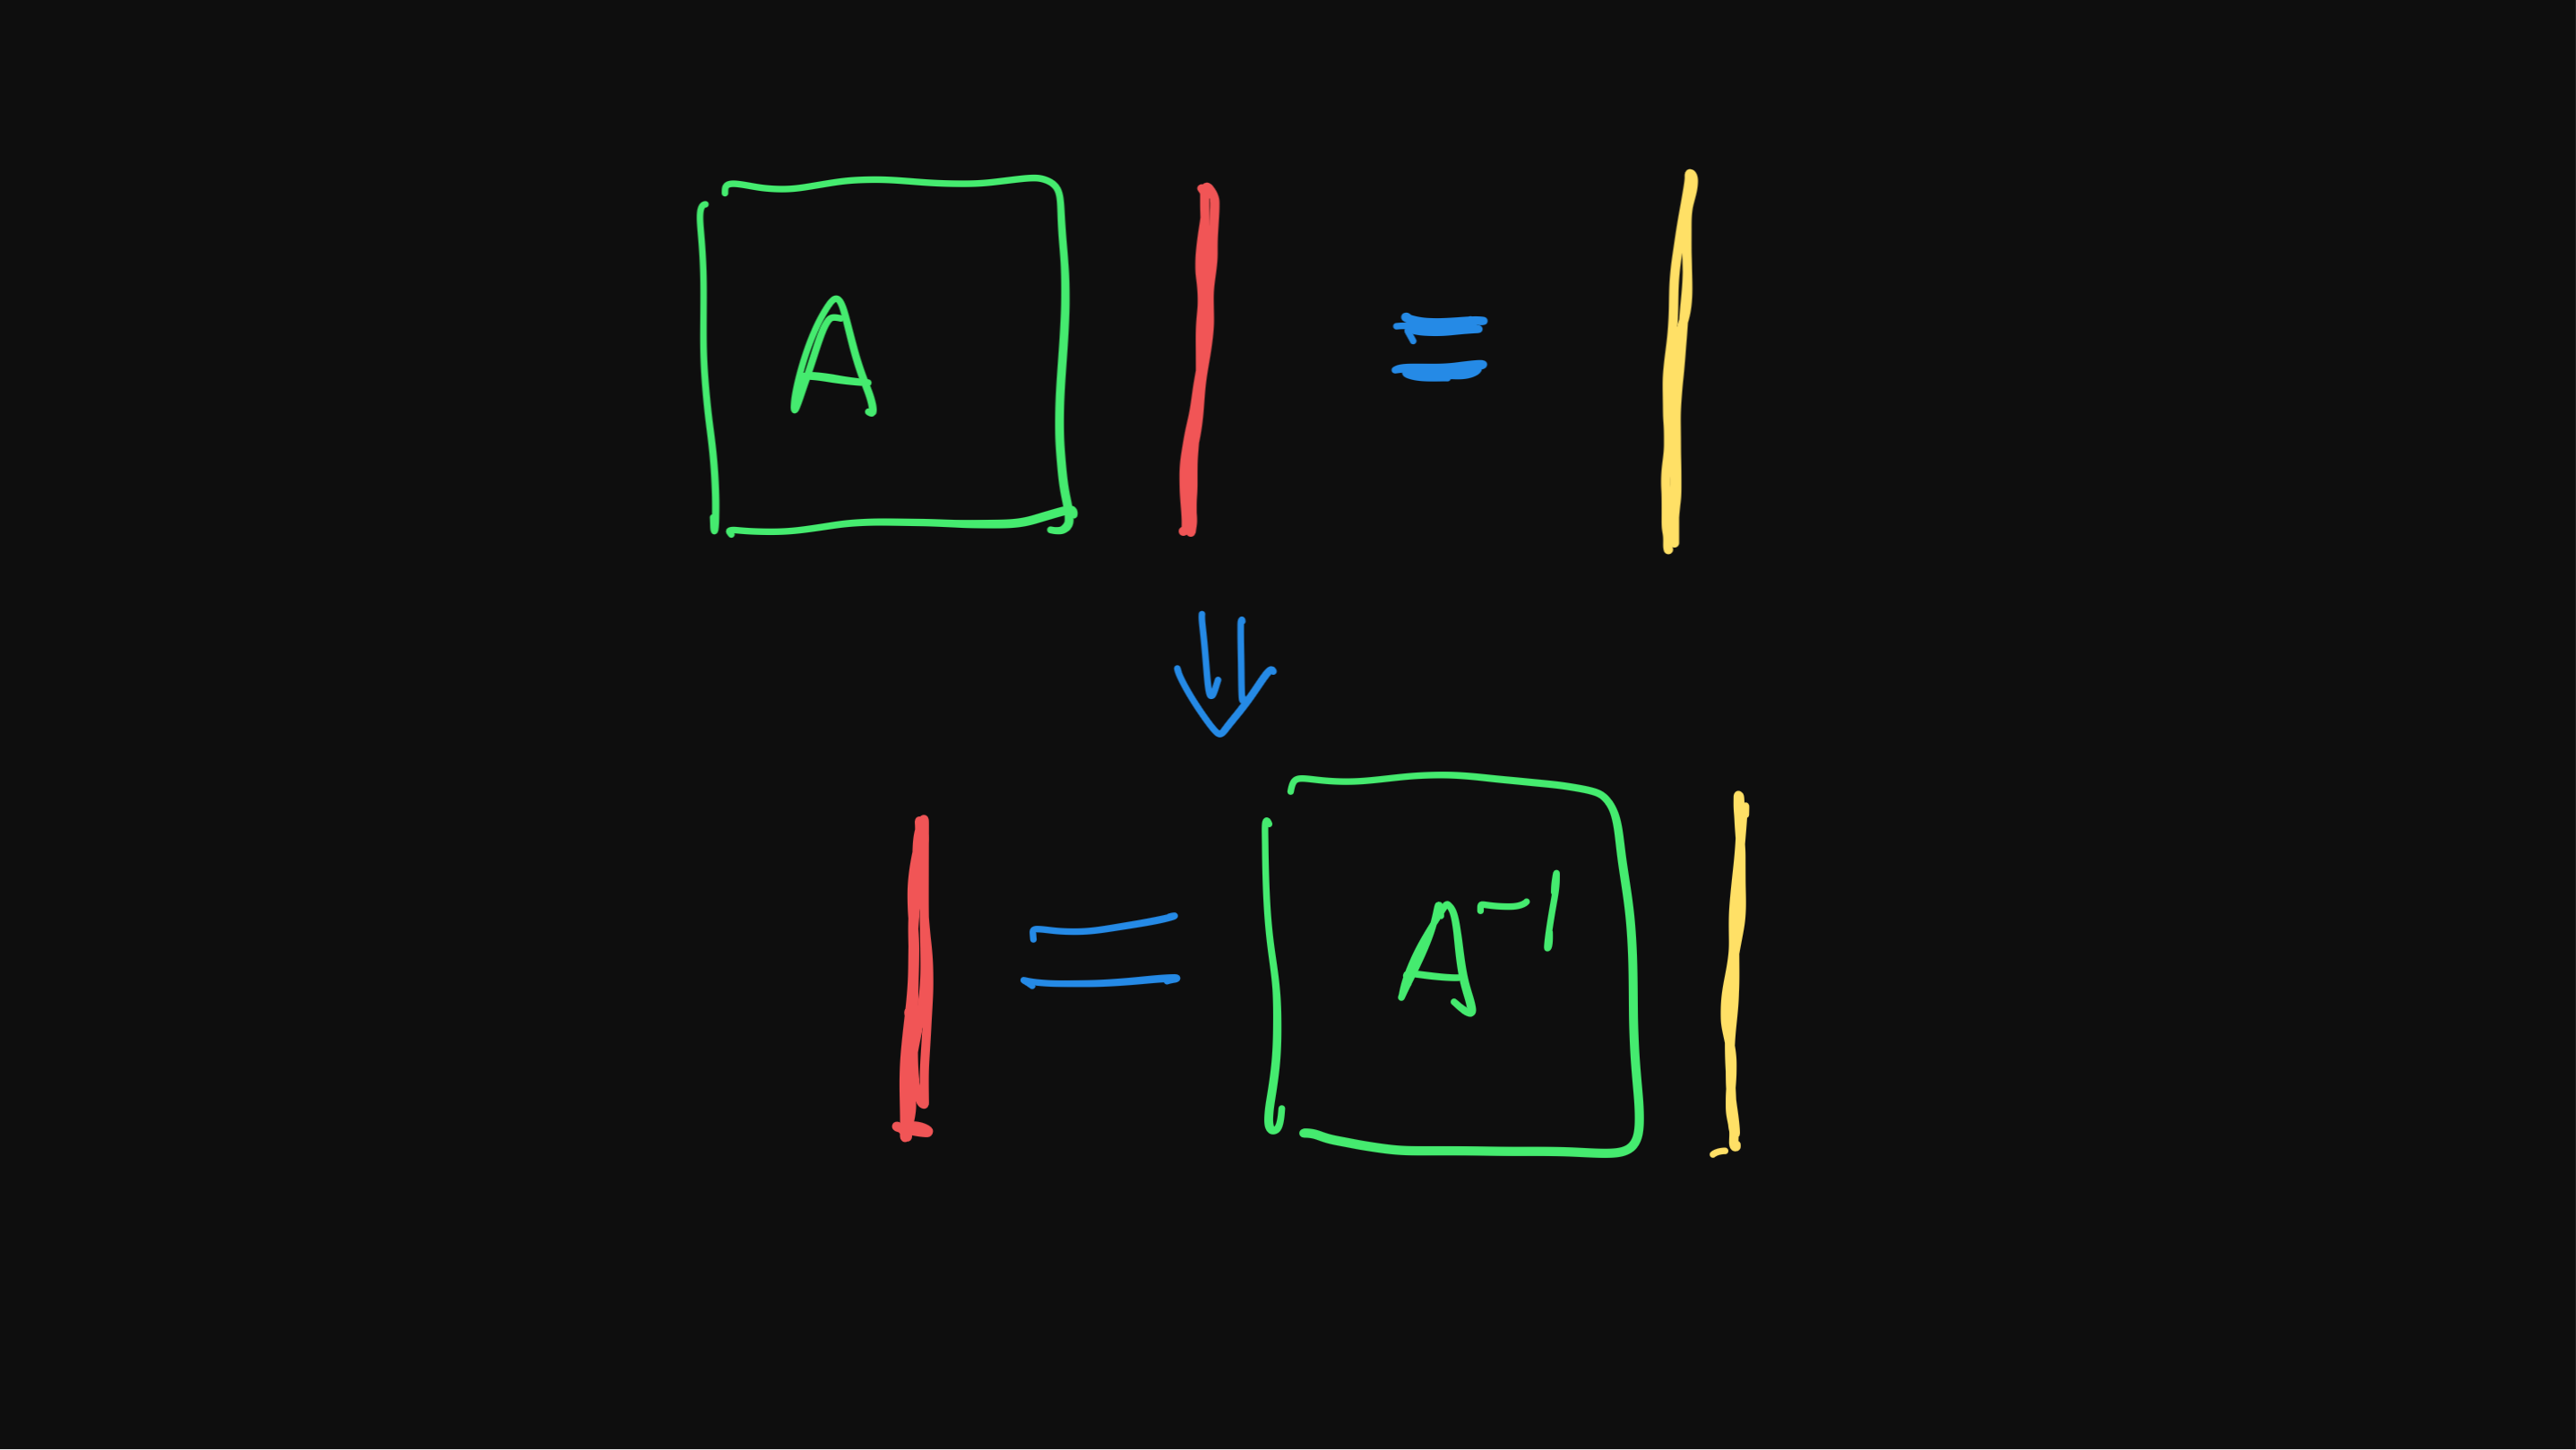 A =
= A⁻¹